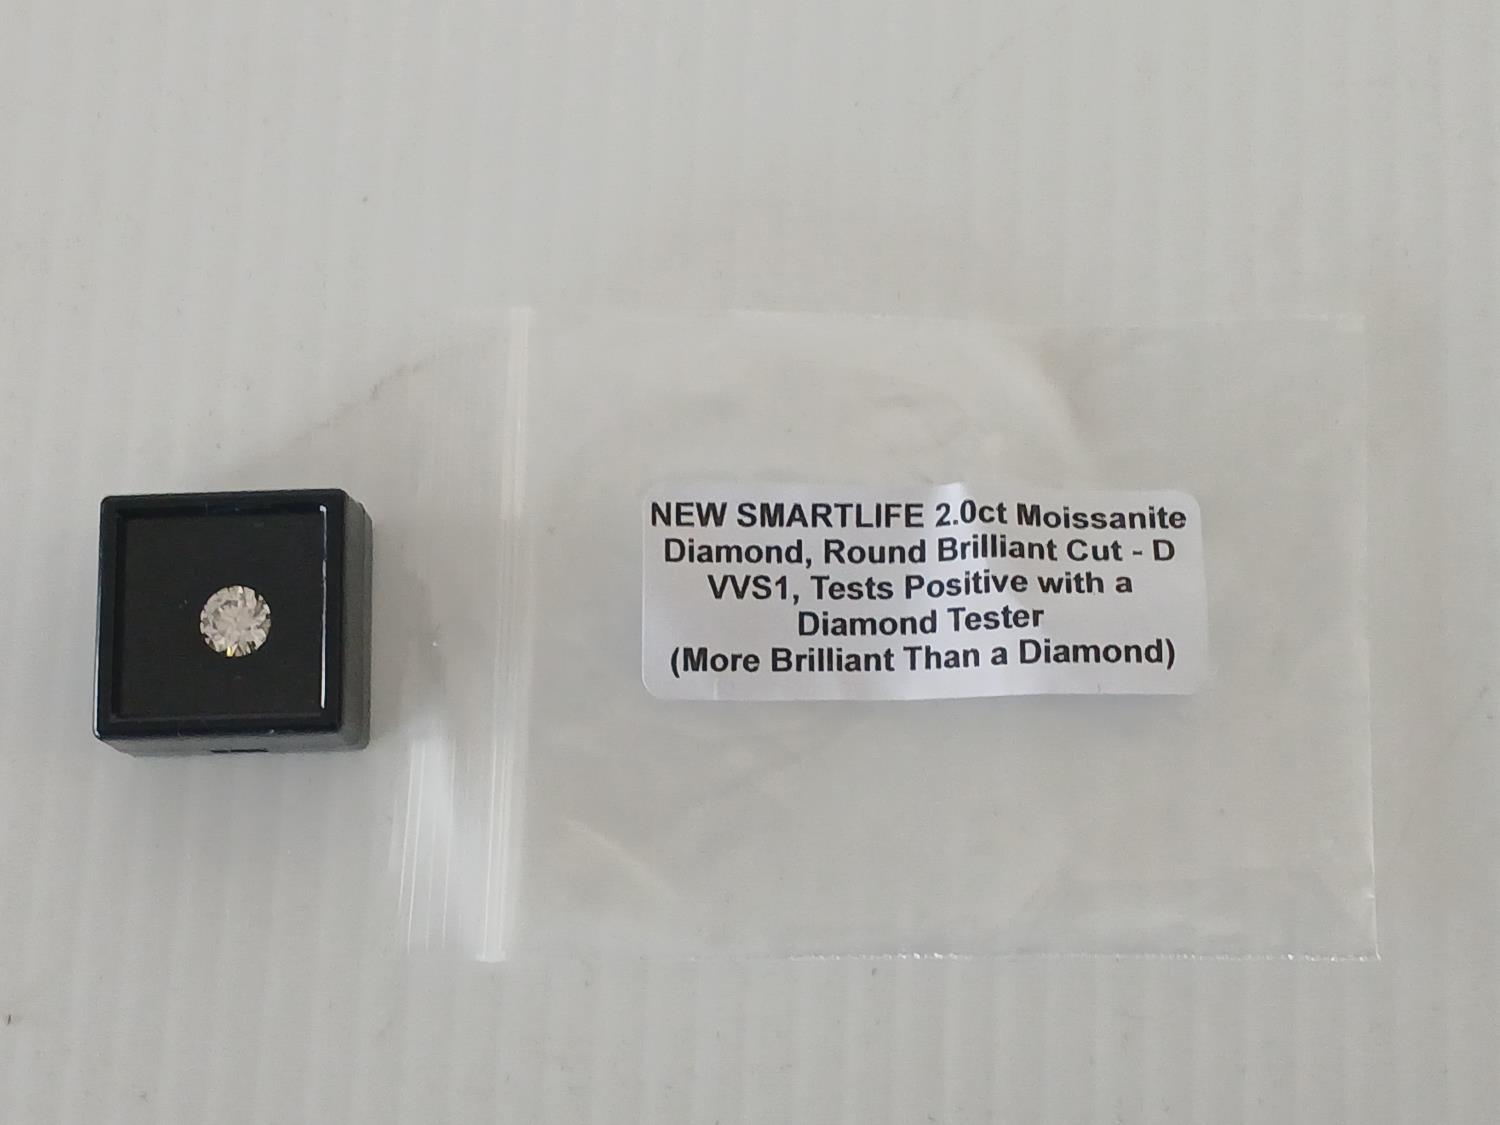 NEW SMARTLIFE 2.0ct Moissanite
Diamond, Round Brilliant Cut - D
VVS1, Tests Positive with a
Diamond Tester
(More Brilliant Than a Diamond)